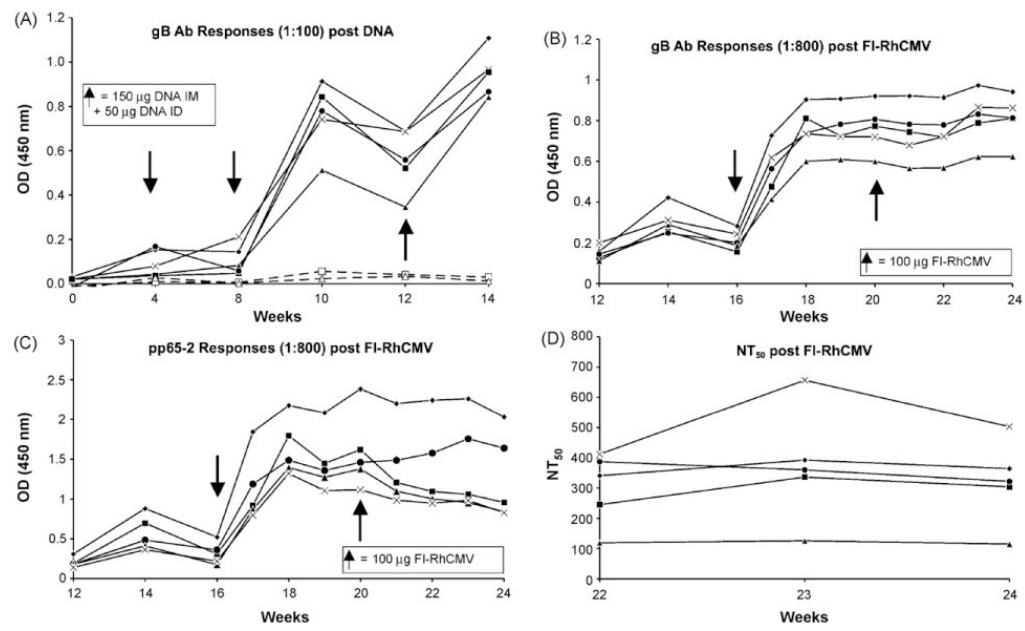 (A)
gB Ab Responses (1:100) post DNA
1.2
1.0
0.8
0.6
0.4
0.2
0.0
OD (450 nm)
= 150 µg DNA IM
+ 50 µg DNA ID
0 4 8 10 12 14
Weeks
(B)
gB Ab Responses (1:800) post FI-RhCMV
1.2
1
0.8
0.6
0.4
0.2
0
OD (450 nm)
= 100 µg FI-RhCMV
12 14 16 18 20 22 24
Weeks
(C)
pp65-2 Responses (1:800) post FI-RhCMV
3
2.5
2
1.5
1
0.5
0
OD (450 nm)
= 100 µg FI-RhCMV
12 14 16 18 20 22 24
Weeks
(D)
NT50 post FI-RhCMV
800
700
600
500
400
300
200
100
0
NT50
22 23 24
Weeks